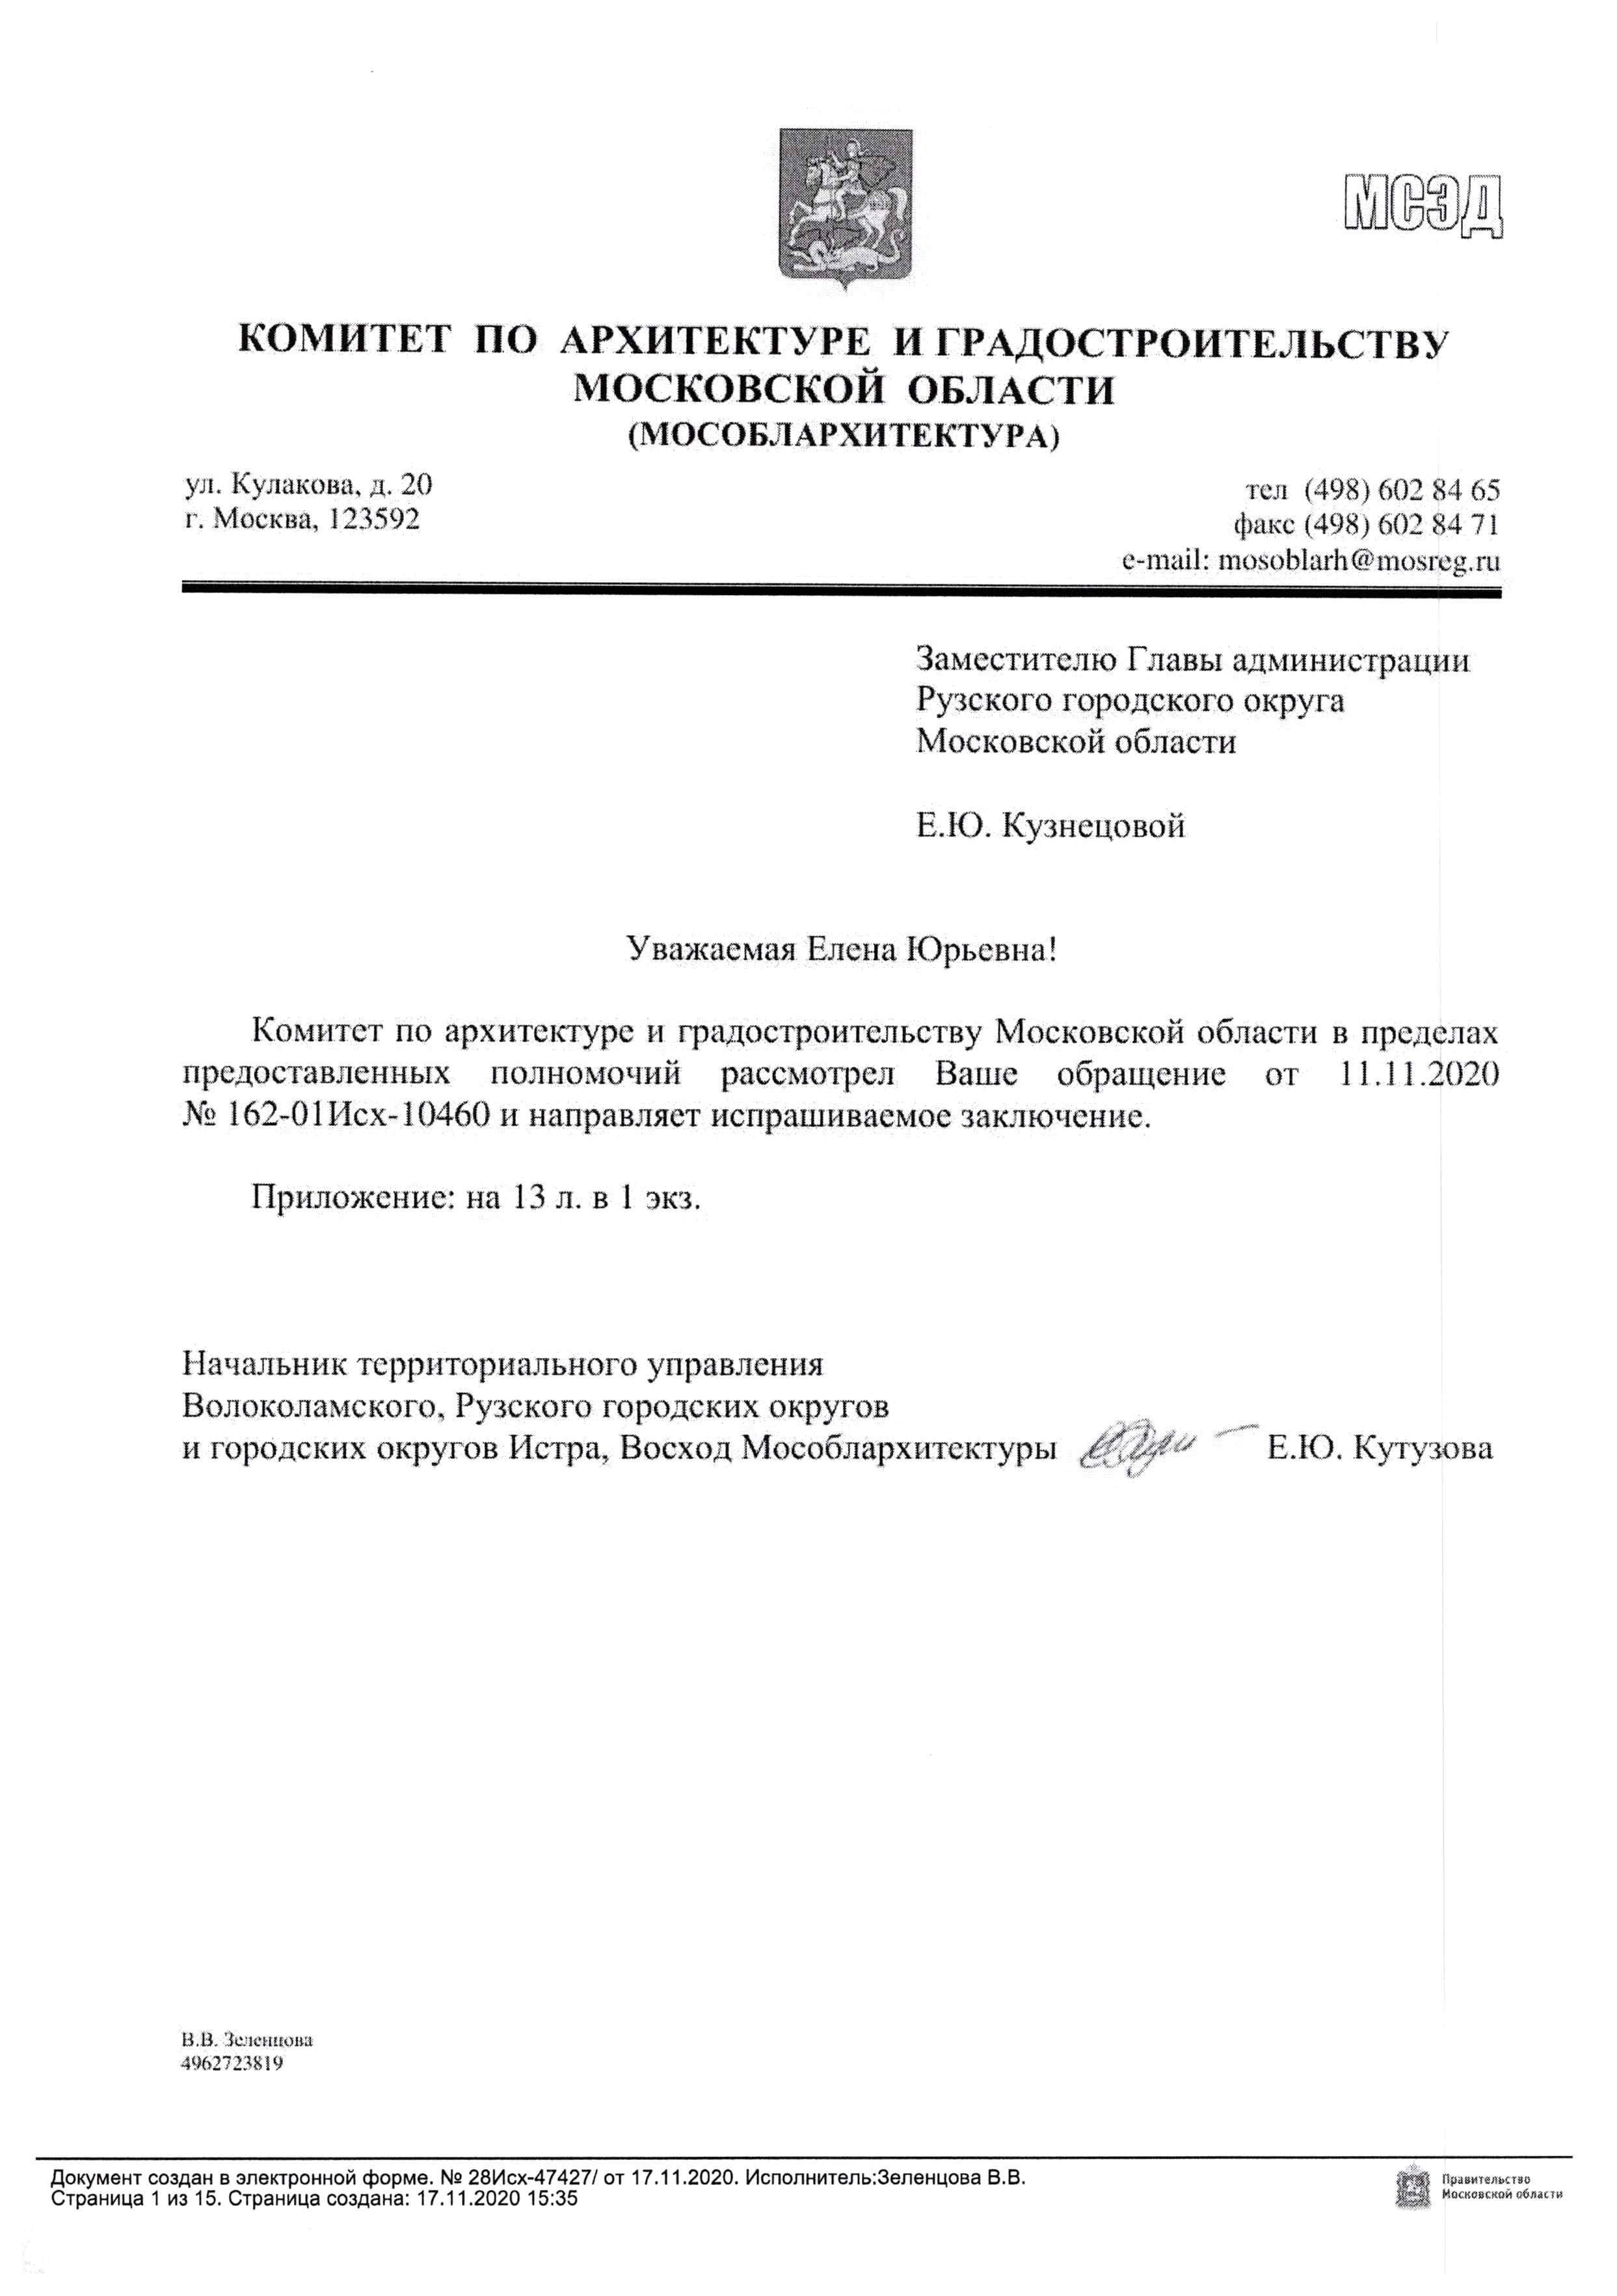 МСЭД
КОМИТЕТ ПО АРХИТЕКТУРЕ И ГРАДОСТРОИТЕЛЬСТВУ
МОСКОВСКОЙ ОБЛАСТИ
(МОСОБЛАРХИТЕКТУРА)
ул. Кулакова, д. 20
г. Москва, 123592
тел (498) 602 84 65
факс (498) 602 84 71
e-mail: mosoblarh@mosreg.ru
Заместителю Главы администрации
Рузского городского округа
Московской области
Е.Ю. Кузнецовой
Уважаемая Елена Юрьевна!
Комитет по архитектуре и градостроительству Московской области в пределах
предоставленных полномочий рассмотрел Ваше обращение от 11.11.2020
№ 162-01Исх-10460 и направляет испрашиваемое заключение.
Приложение: на 13 л. в 1 экз.
Начальник территориального управления
Волоколамского, Рузского городских округов
и городских округов Истра, Восход Мособлархитектуры Е.Ю. Кутузова
В.В. Зеленцова
4962723819
Документ создан в электронной форме. № 28Исх-47427/ от 17.11.2020. Исполнитель:Зеленцова В.В.
Страница 1 из 15. Страница создана: 17.11.2020 15:35
Правительство
Московской области